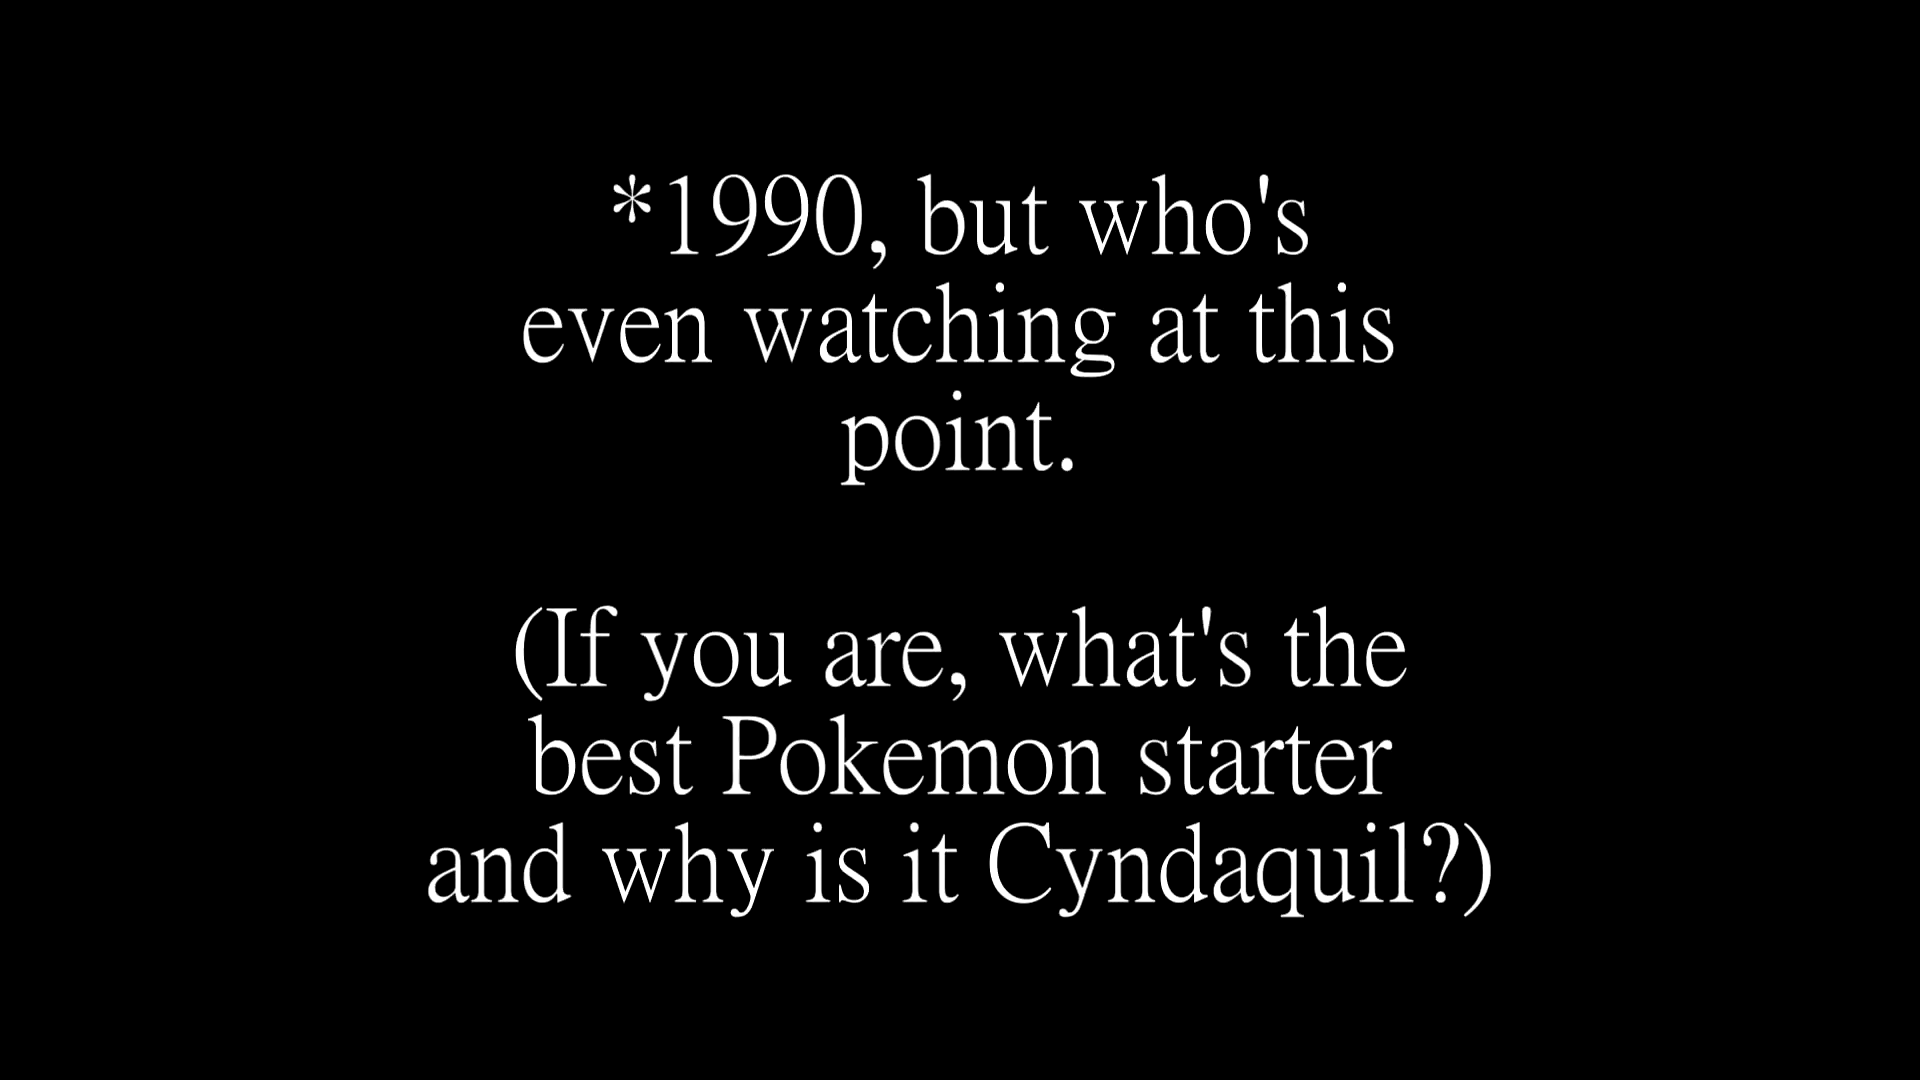 *1990, but who's
even watching at this
point.
(If you are, what's the
best Pokemon starter
and why is it Cyndaquil?)